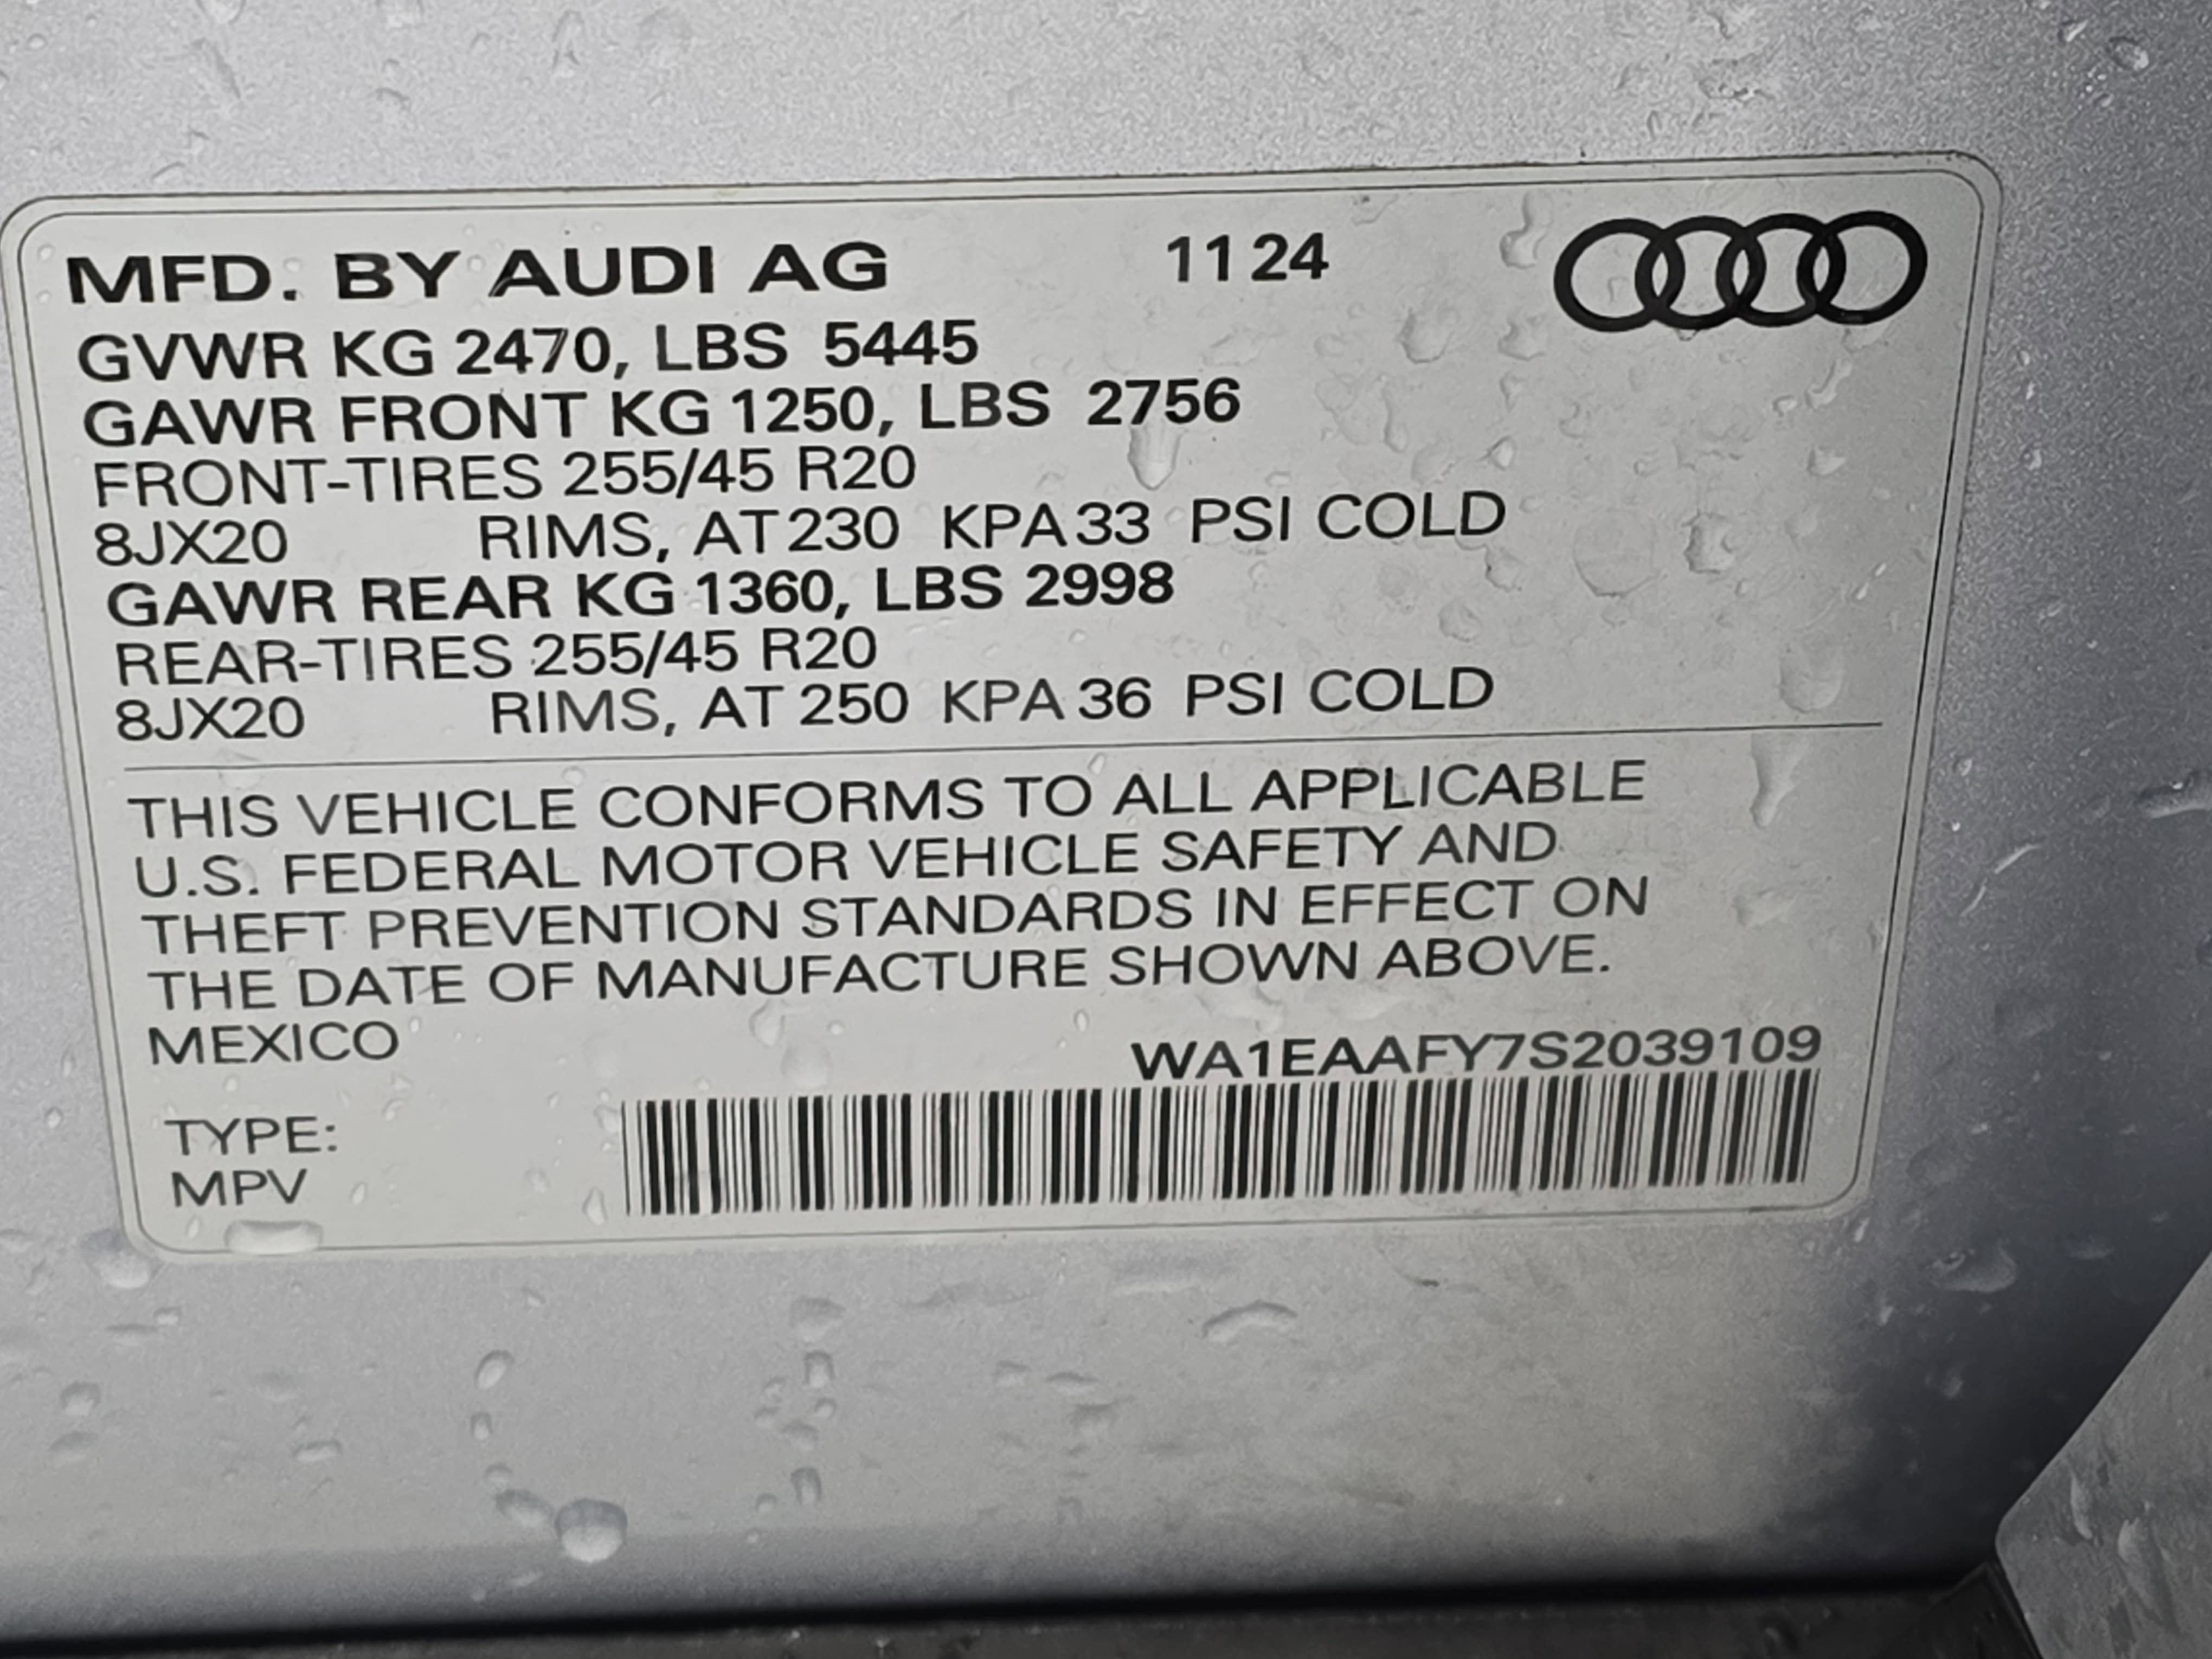 MFD. BY AUDI AG 11 24
GVWR KG 2470, LBS 5445
GAWR FRONT KG 1250, LBS 2756
FRONT-TIRES 255/45 R20
8JX20 RIMS, AT 230 KPA 33 PSI COLD
GAWR REAR KG 1360, LBS 2998
REAR-TIRES 255/45 R20
8JX20 RIMS, AT 250 KPA 36 PSI COLD
THIS VEHICLE CONFORMS TO ALL APPLICABLE
U.S. FEDERAL MOTOR VEHICLE SAFETY AND
THEFT PREVENTION STANDARDS IN EFFECT ON
THE DATE OF MANUFACTURE SHOWN ABOVE.
MEXICO
WA1EAAFY7S2039109
TYPE:
MPV